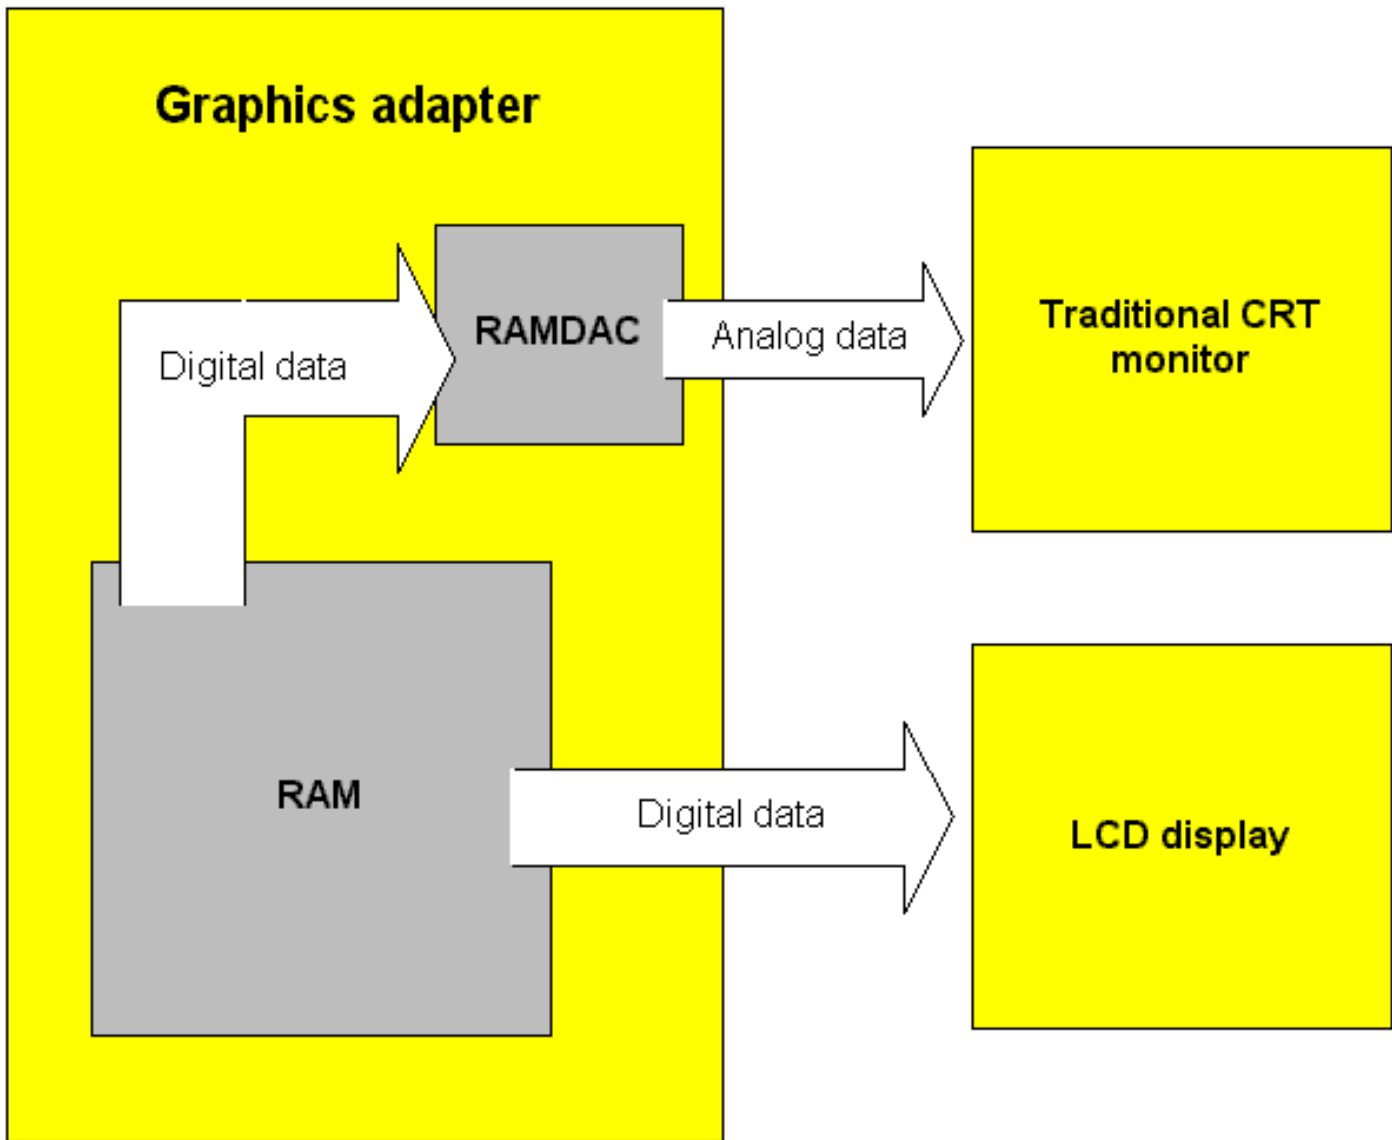 Graphics adapter
RAMDAC
Digital data
Analog data
Traditional CRT
monitor
RAM
Digital data
LCD display